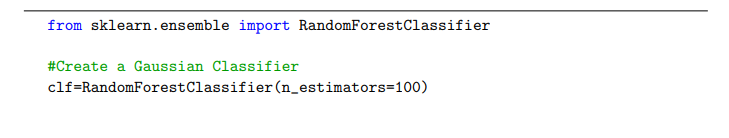 from sklearn.ensemble import RandomForestClassifier
#Create a Gaussian Classifier
clf=RandomForestClassifier(n_estimators=100)